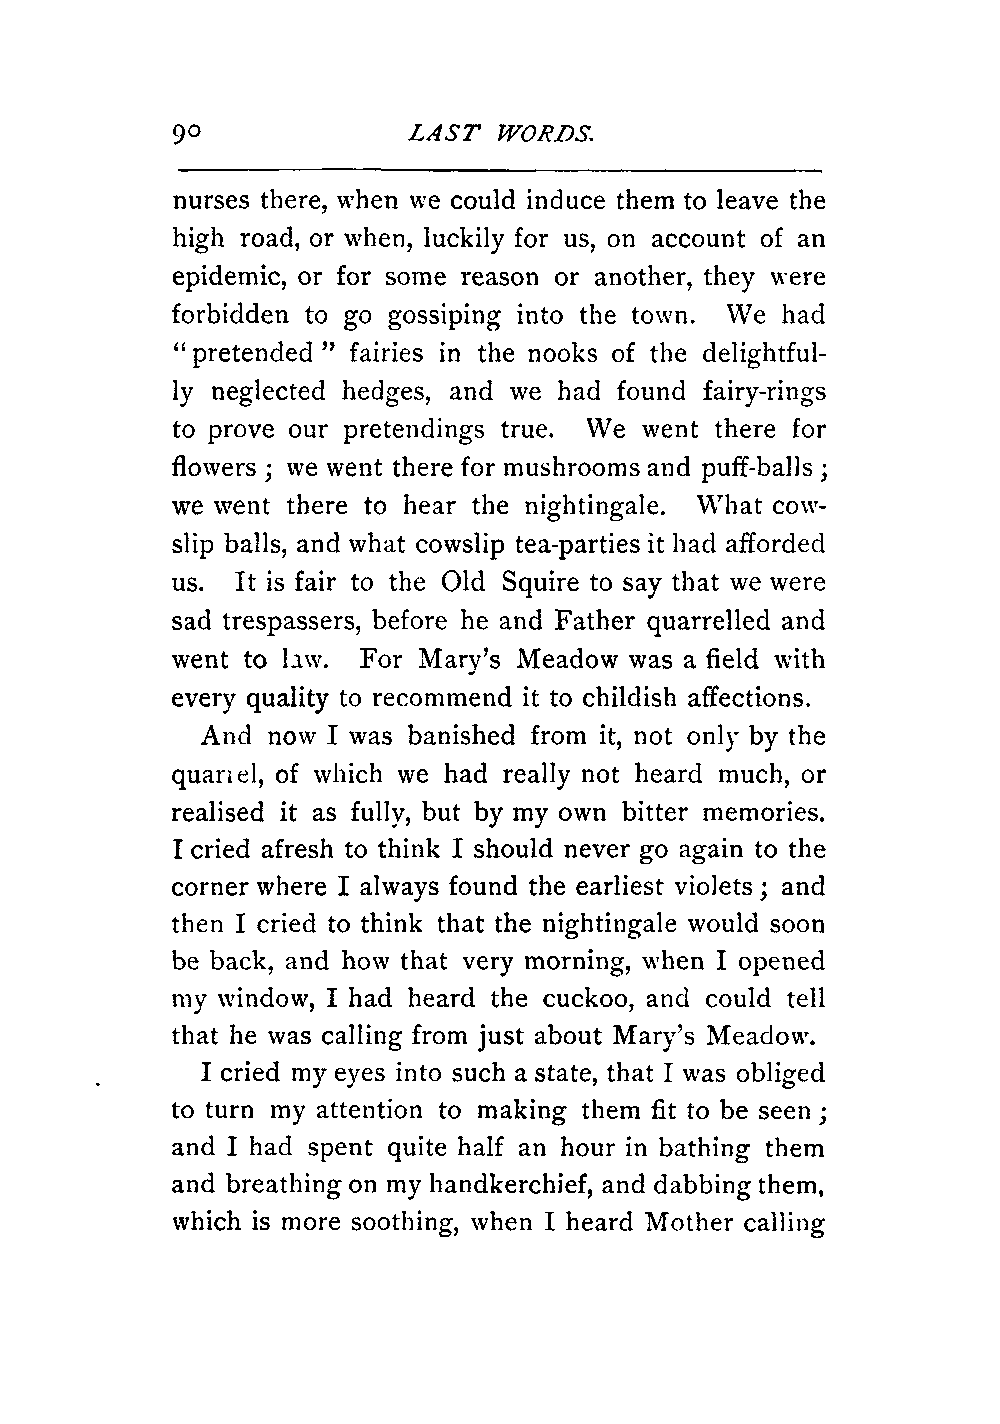 90 LAST WORDS.
nurses there, when we could induce them to leave the
high road, or when, luckily for us, on account of an
epidemic, or for some reason or another, they were
forbidden to go gossiping into the town. We had
“pretended” fairies in the nooks of the delightful-
ly neglected hedges, and we had found fairy-rings
to prove our pretendings true. We went there for
flowers; we went there for mushrooms and puff-balls;
we went there to hear the nightingale. What cow-
slip balls, and what cowslip tea-parties it had afforded
us. It is fair to the Old Squire to say that we were
sad trespassers, before he and Father quarrelled and
went to law. For Mary’s Meadow was a field with
every quality to recommend it to childish affections.
And now I was banished from it, not only by the
quarrel, of which we had really not heard much, or
realised it as fully, but by my own bitter memories.
I cried afresh to think I should never go again to the
corner where I always found the earliest violets; and
then I cried to think that the nightingale would soon
be back, and how that very morning, when I opened
my window, I had heard the cuckoo, and could tell
that he was calling from just about Mary’s Meadow.
I cried my eyes into such a state, that I was obliged
to turn my attention to making them fit to be seen;
and I had spent quite half an hour in bathing them
and breathing on my handkerchief, and dabbing them,
which is more soothing, when I heard Mother calling